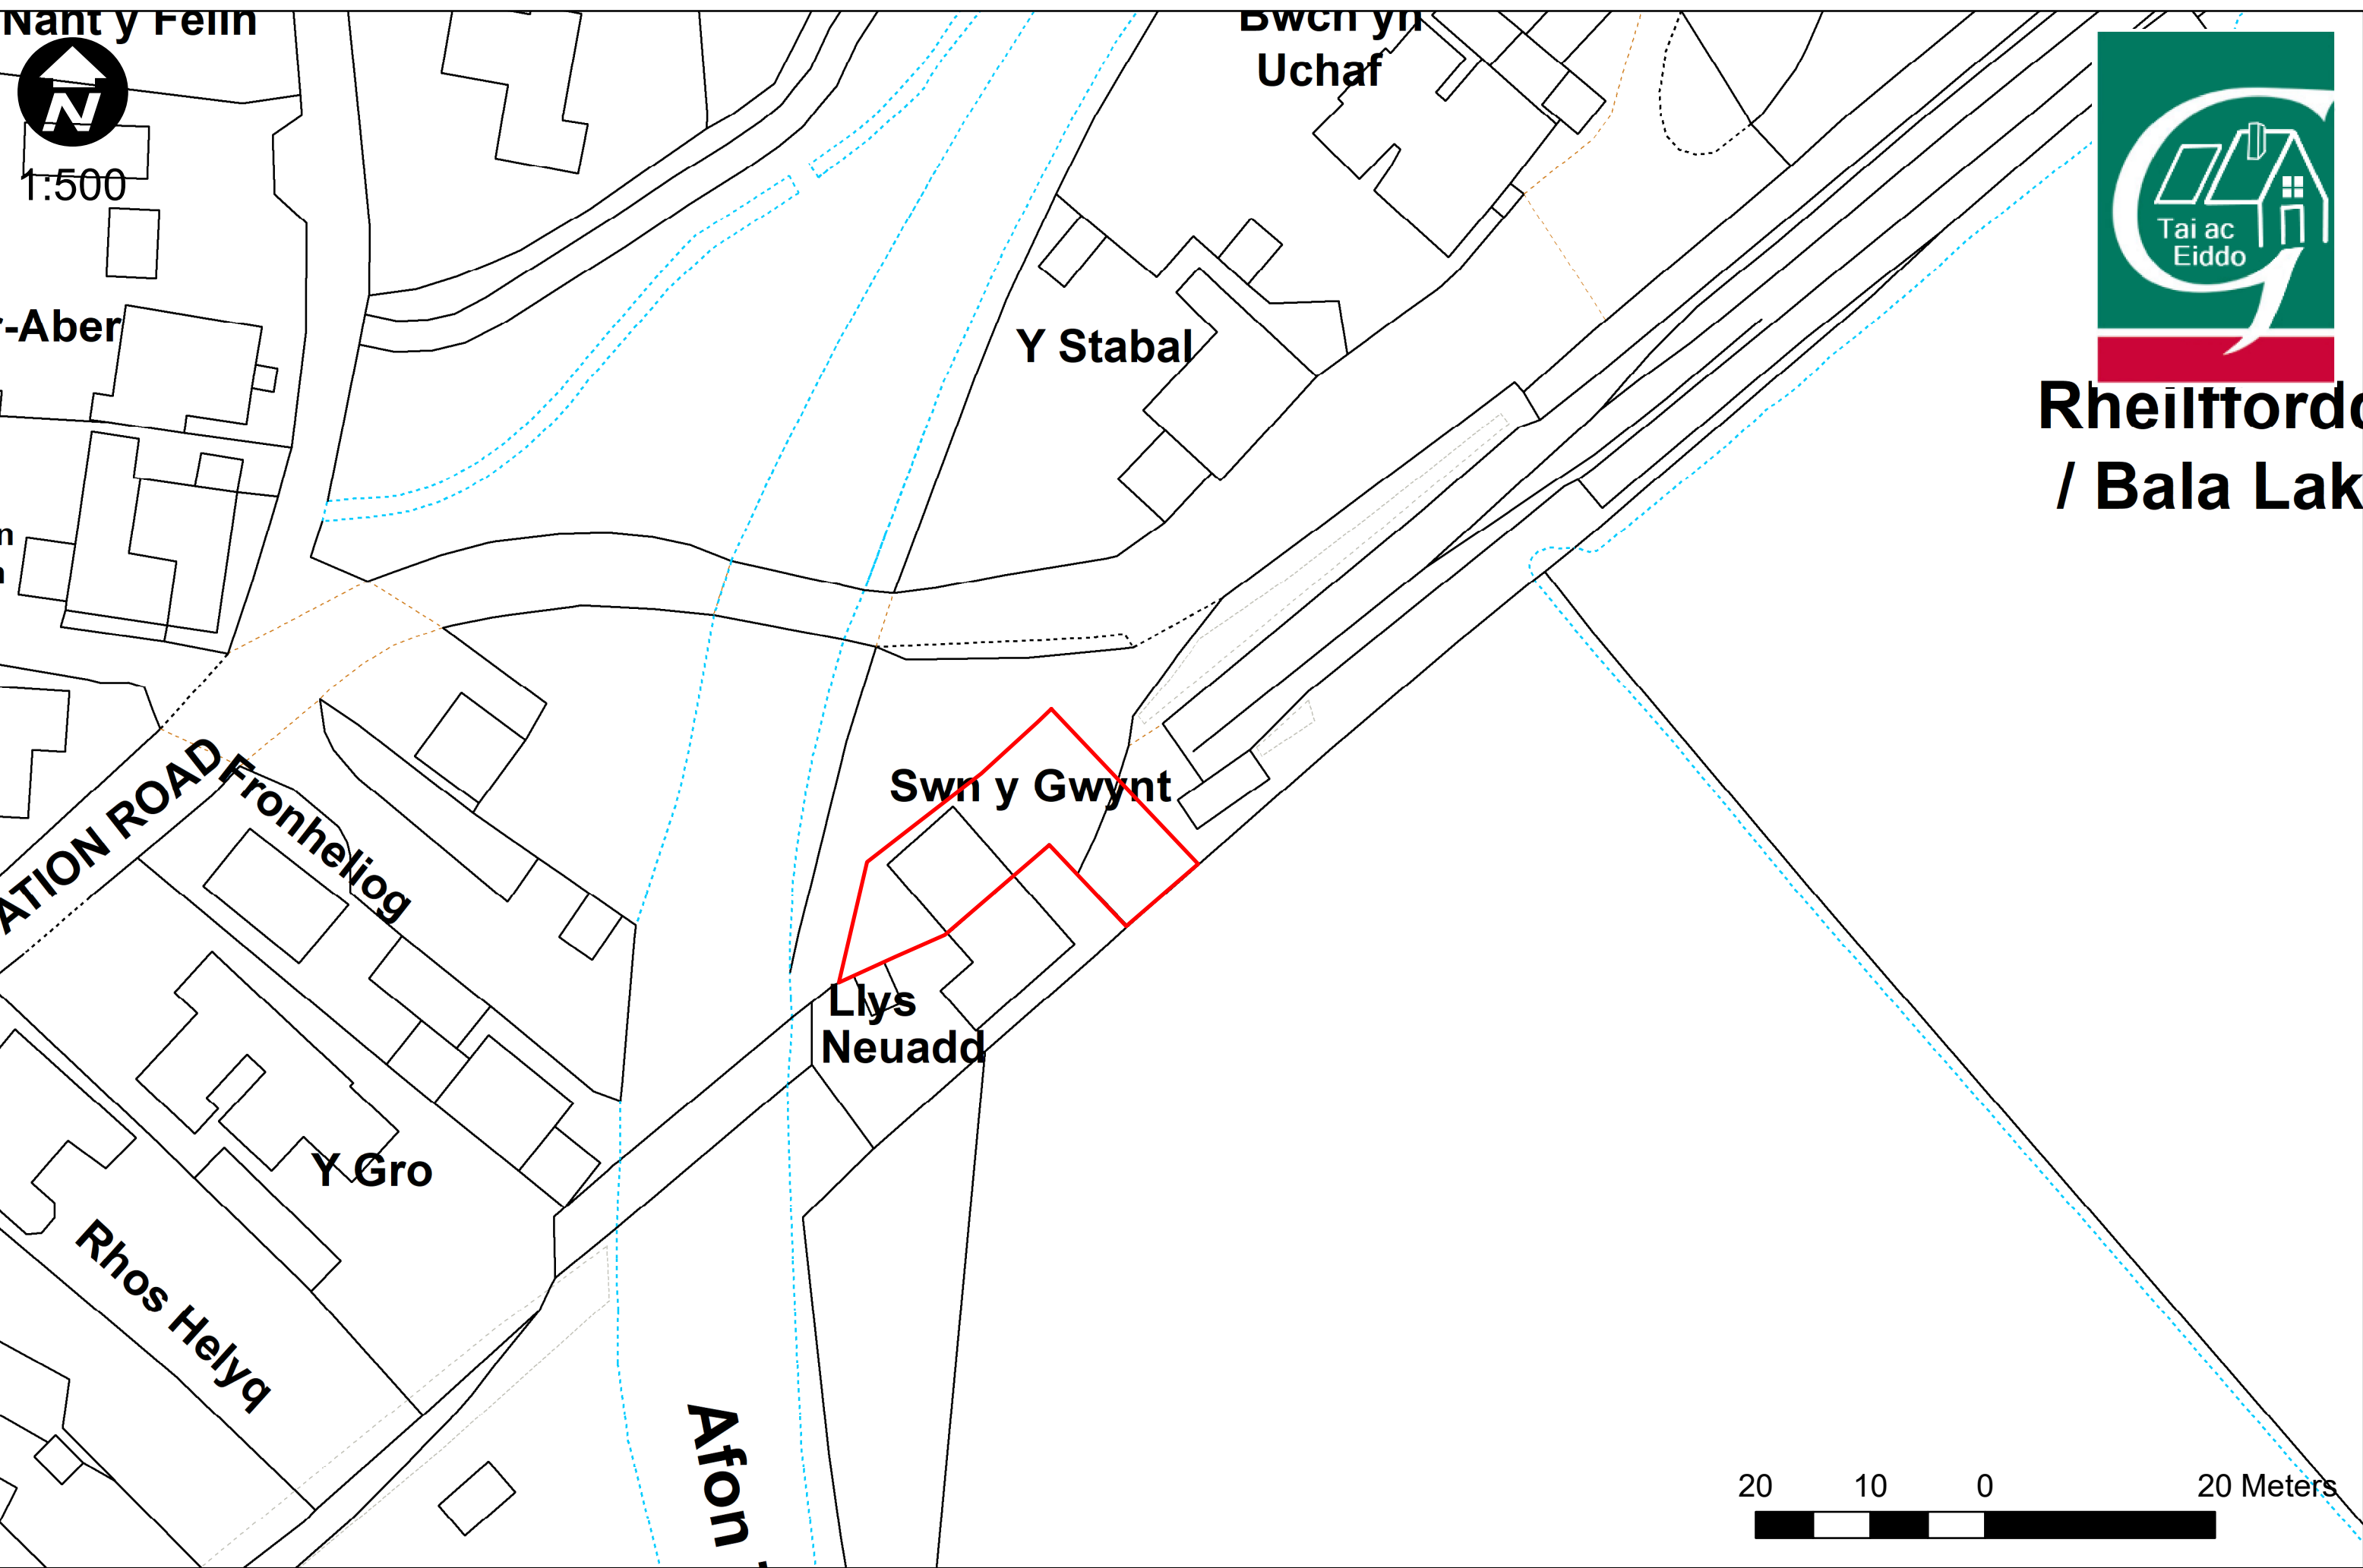 Nant y Felin
Bwch yn
Uchaf
N
1:500
Tai ac
Eiddo
r-Aber
Y Stabal
Rheilffordd
/ Bala Lak
n
n
Swn y Gwynt
ATION ROAD
Fronheliog
Llys
Neuadd
Y Gro
Rhos Helyg
Afon
20 10 0 20 Meters